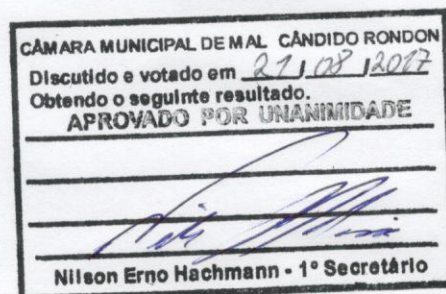 CÂMARA MUNICIPAL DE MAL CÂNDIDO RONDON
Discutido e votado em 21/08/2017
Obtendo o seguinte resultado.
APROVADO POR UNANIMIDADE
Nilson Erno Hachmann - 1º Secretário